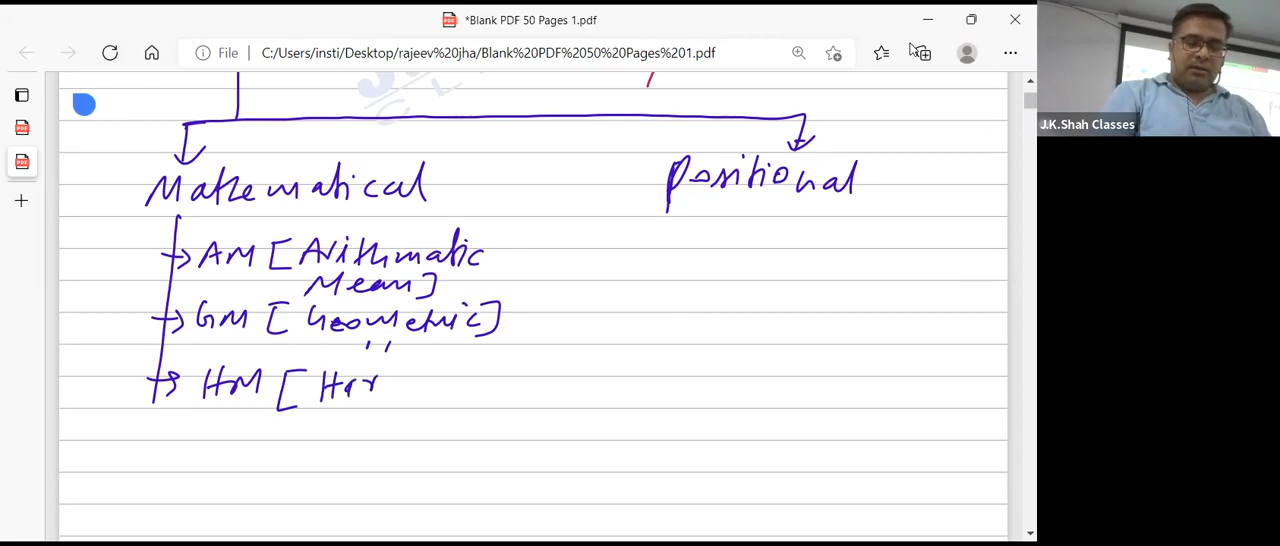 *Blank PDF 50 Pages 1.pdf
File C:/Users/insti/Desktop/rajeev%20jha/Blank%20PDF%2050%20Pages%201.pdf
J.K.Shah Classes
Mathematical Positional
AM [Arithmatic
Mean]
GM [Geometric]
"
HM [Har